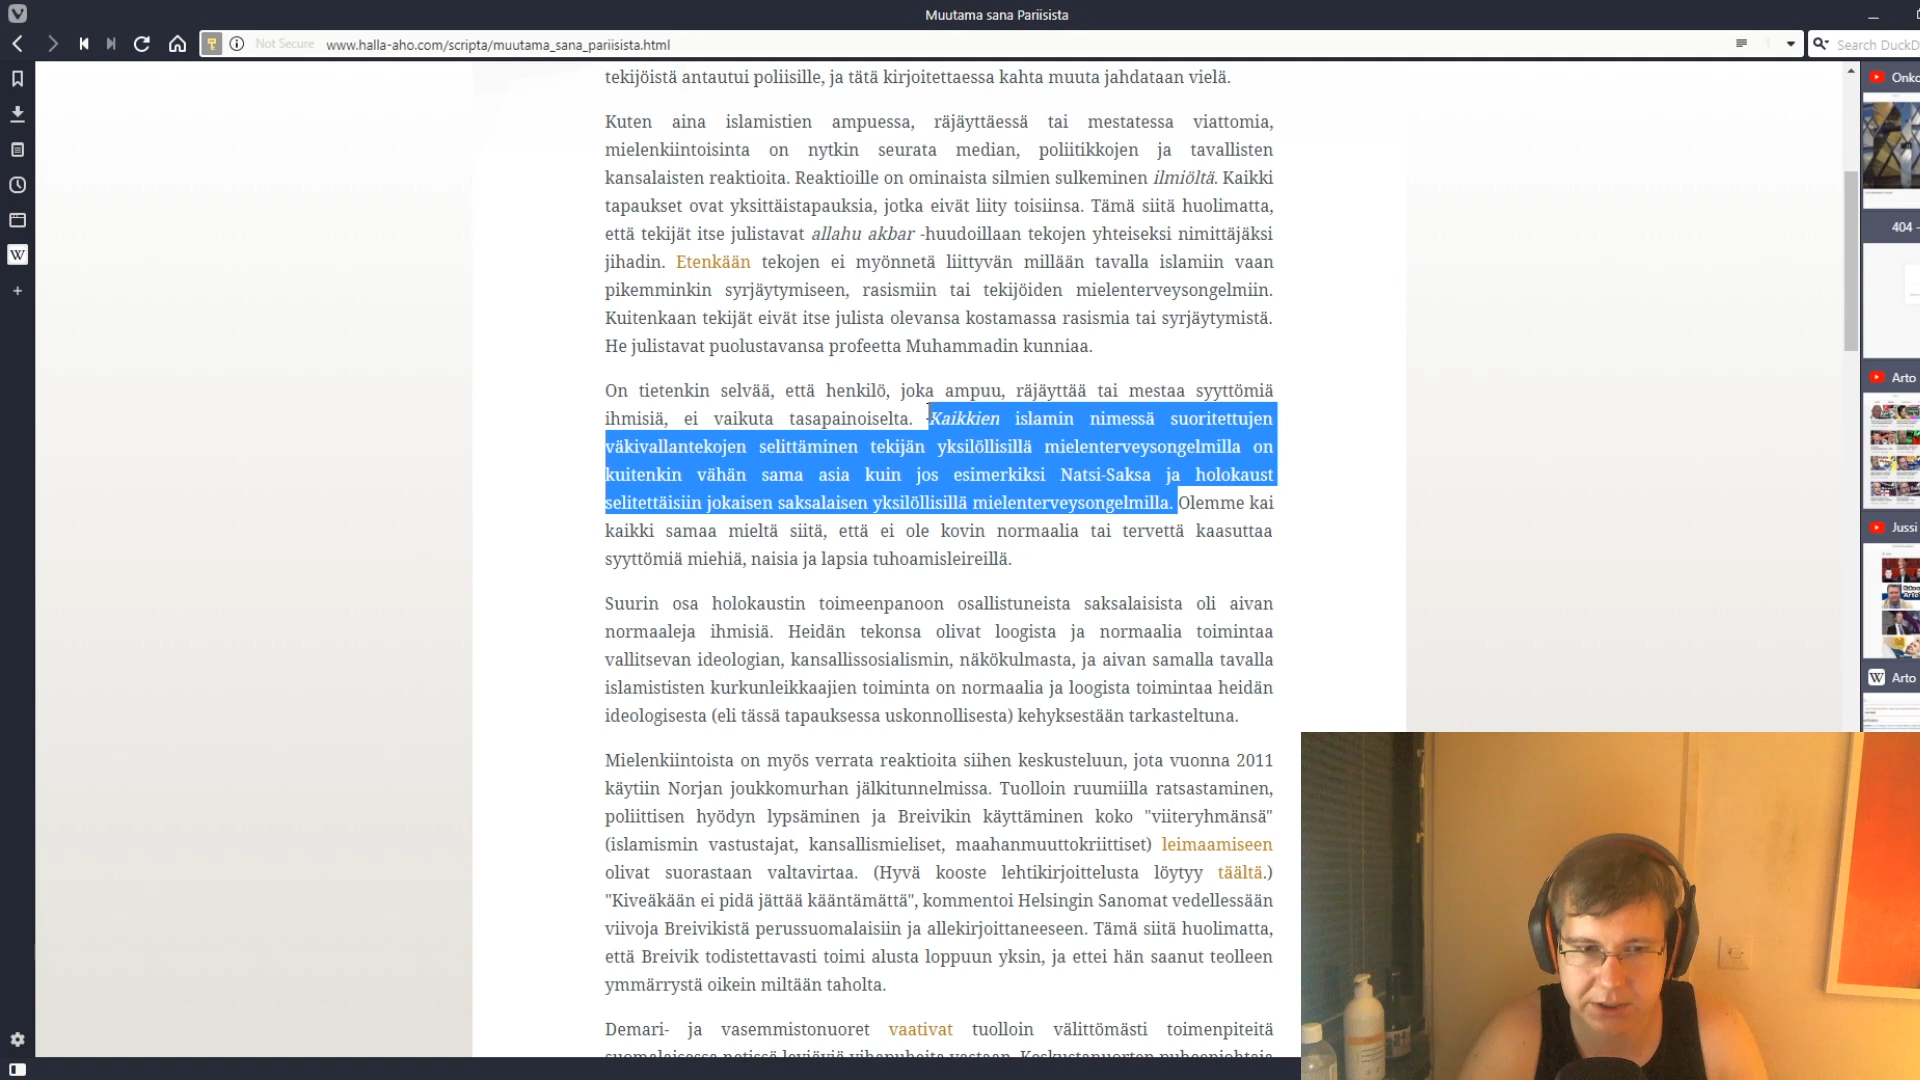 Muutama sana Pariisista
Not Secure www.halla-aho.com/scripta/muutama_sana_pariisista.html
Search DuckD
tekijöistä antautui poliisille, ja tätä kirjoitettaessa kahta muuta jahdataan vielä.
Kuten aina islamistien ampuessa, räjäyttäessä tai mestatessa viattomia,
mielenkiintoisinta on nytkin seurata median, poliitikkojen ja tavallisten
kansalaisten reaktioita. Reaktioille on ominaista silmien sulkeminen ilmiöltä. Kaikki
tapaukset ovat yksittäistapauksia, jotka eivät liity toisiinsa. Tämä siitä huolimatta,
että tekijät itse julistavat allahu akbar -huudoillaan tekojen yhteiseksi nimittäjäksi
jihadin. Etenkään tekojen ei myönnetä liittyvän millään tavalla islamiin vaan
pikemminkin syrjäytymiseen, rasismiin tai tekijöiden mielenterveysongelmiin.
Kuitenkaan tekijät eivät itse julista olevansa kostamassa rasismia tai syrjäytymistä.
He julistavat puolustavansa profeetta Muhammadin kunniaa.
On tietenkin selvää, että henkilö, joka ampuu, räjäyttää tai mestaa syyttömiä
ihmisiä, ei vaikuta tasapainoiselta. Kaikkien islamin nimessä suoritettujen
väkivallantekojen selittäminen tekijän yksilöllisillä mielenterveysongelmilla on
kuitenkin vähän sama asia kuin jos esimerkiksi Natsi-Saksa ja holokaust
selitettäisiin jokaisen saksalaisen yksilöllisillä mielenterveysongelmilla. Olemme kai
kaikki samaa mieltä siitä, että ei ole kovin normaalia tai tervettä kaasuttaa
syyttömiä miehiä, naisia ja lapsia tuhoamisleireillä.
Suurin osa holokaustin toimeenpanoon osallistuneista saksalaisista oli aivan
normaaleja ihmisiä. Heidän tekonsa olivat loogista ja normaalia toimintaa
vallitsevan ideologian, kansallissosialismin, näkökulmasta, ja aivan samalla tavalla
islamististen kurkunleikkaajien toiminta on normaalia ja loogista toimintaa heidän
ideologisesta (eli tässä tapauksessa uskonnollisesta) kehyksestään tarkasteltuna.
Mielenkiintoista on myös verrata reaktioita siihen keskusteluun, jota vuonna 2011
käytiin Norjan joukkomurhan jälkitunnelmissa. Tuolloin ruumiilla ratsastaminen,
poliittisen hyödyn lypsäminen ja Breivikin käyttäminen koko "viiteryhmänsä"
(islamismin vastustajat, kansallismieliset, maahanmuuttokriittiset) leimaamiseen
olivat suorastaan valtavirtaa. (Hyvä kooste lehtikirjoittelusta löytyy täältä.)
"Kiveäkään ei pidä jättää kääntämättä", kommentoi Helsingin Sanomat vedellessään
viivoja Breivikistä perussuomalaisiin ja allekirjoittaneeseen. Tämä siitä huolimatta,
että Breivik todistettavasti toimi alusta loppuun yksin, ja ettei hän saanut teolleen
ymmärrystä oikein miltään taholta.
Demari- ja vasemmistonuoret vaativat tuolloin välittömästi toimenpiteitä
Onko
404 -
Arto
Jussi
W Arto